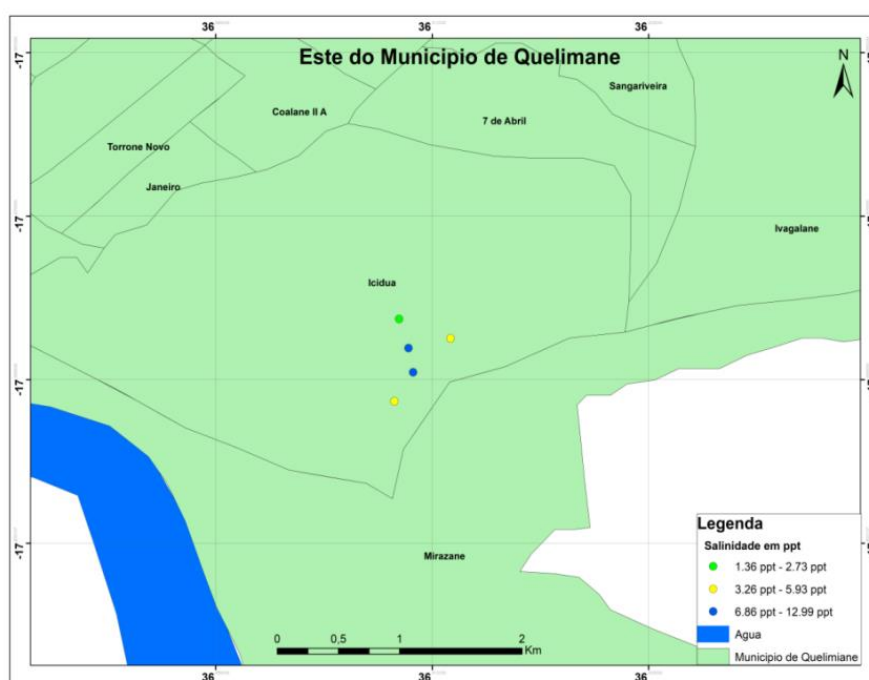 36 36 36
Este do Municipio de Quelimane
N
-17
Sangariveira
Coalane II A
7 de Abril
Torrone Novo
Janeiro
-17
Ivagalane
Icidua
-17
-17
Mirazane
Legenda
Salinidade em ppt
1.36 ppt - 2.73 ppt
3.26 ppt - 5.93 ppt
6.86 ppt - 12.99 ppt
Agua
Municipio de Quelimiane
0 0,5 1 2
Km
36 36 36